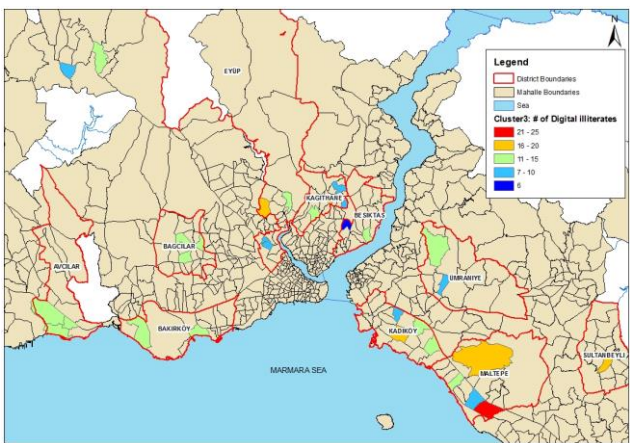 N
Legend
District Boundaries
Mahalle Boundaries
Sea
Cluster3: # of Digital illiterates
21 - 25
16 - 20
11 - 15
7 - 10
6
EYÜP
KAGITHANE
BESIKTAS
BAGCILAR
AVCILAR
ÜMRANIYE
BAKIRKÖY
KADIKÖY
SULTANBEYLI
MALTEPE
MARMARA SEA